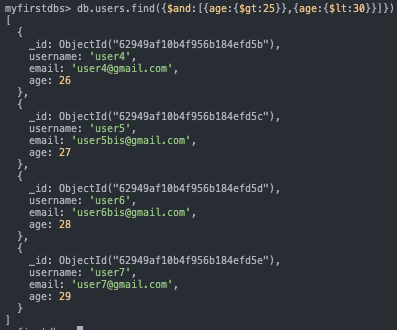 myfirstdbs> db.users.find({$and:[{age:{$gt:25}},{age:{$lt:30}}]})
[
  {
    _id: ObjectId("62949af10b4f956b184efd5b"),
    username: 'user4',
    email: 'user4@gmail.com',
    age: 26
  },
  {
    _id: ObjectId("62949af10b4f956b184efd5c"),
    username: 'user5',
    email: 'user5bis@gmail.com',
    age: 27
  },
  {
    _id: ObjectId("62949af10b4f956b184efd5d"),
    username: 'user6',
    email: 'user6bis@gmail.com',
    age: 28
  },
  {
    _id: ObjectId("62949af10b4f956b184efd5e"),
    username: 'user7',
    email: 'user7@gmail.com',
    age: 29
  }
]